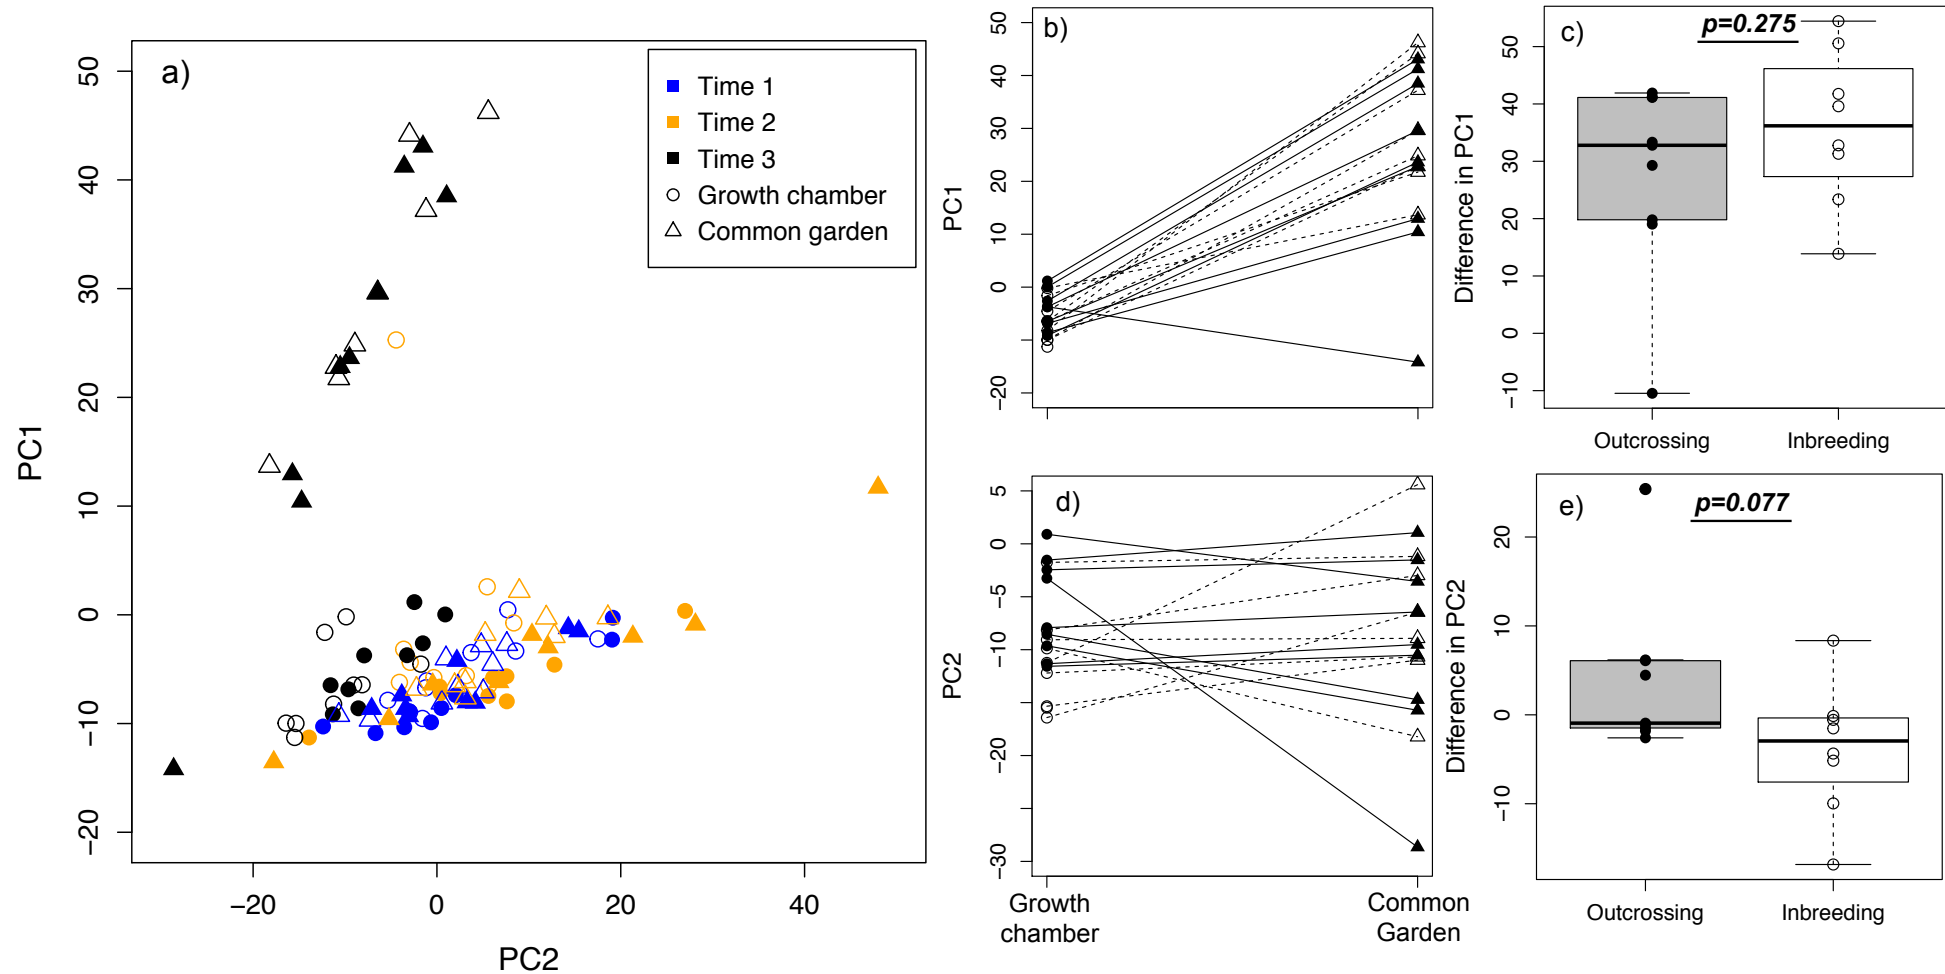 a)
Time 1
Time 2
Time 3
Growth chamber
Common garden
50
40
30
20
10
0
−10
−20
PC1
−20
0
20
40
PC2
b)
50
40
30
20
10
0
−20
PC1
c)
p=0.275
50
40
30
20
10
0
−10
Difference in PC1
Outcrossing
Inbreeding
d)
5
0
−5
−10
−20
−30
PC2
Growth
chamber
Common
Garden
e)
p=0.077
20
10
0
−10
Difference in PC2
Outcrossing
Inbreeding